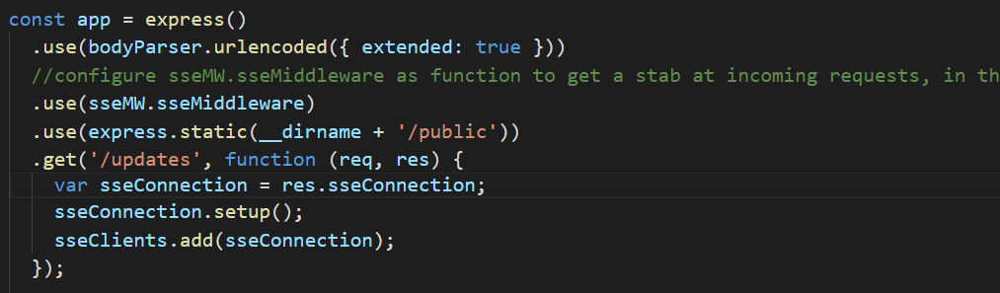 const app = express()
.use(bodyParser.urlencoded({ extended: true }))
//configure sseMW.sseMiddleware as function to get a stab at incoming requests, in
.use(sseMW.sseMiddleware)
.use(express.static(__dirname + '/public'))
.get('/updates', function (req, res) {
var sseConnection = res.sseConnection;
sseConnection.setup();
sseClients.add(sseConnection);
});